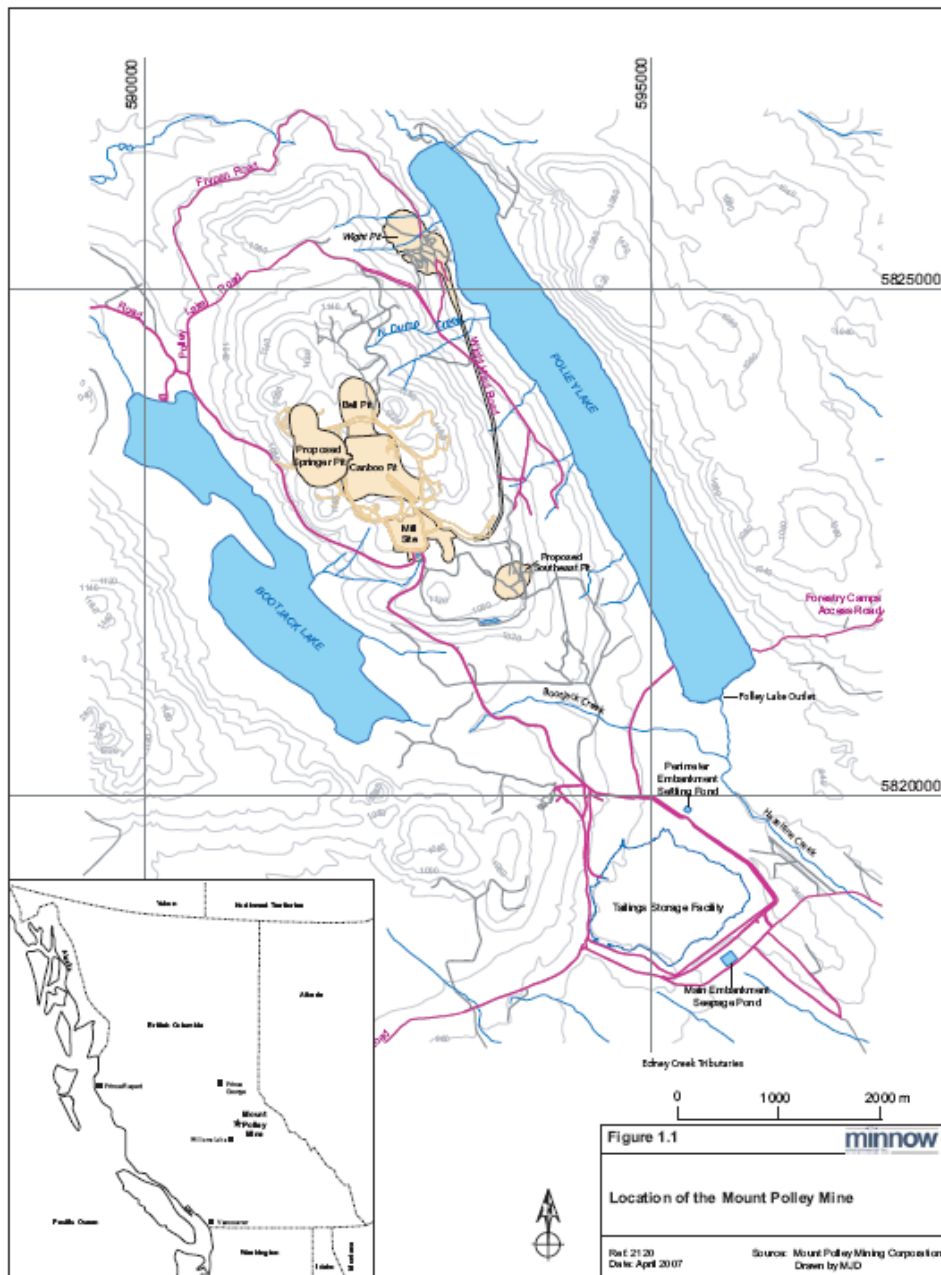 590000
595000
Frypan Road
Wight Pit
5825000
Polley Lake Road
Road
N Dump Creek
Wight Haul Road
POLLEY LAKE
Bell Pit
Proposed
Springer Pit
Cariboo Pit
Mill
Site
Proposed
Southeast Pit
BOOTJACK LAKE
Forestry Camps
Access Road
Polley Lake Outlet
Bootjack Creek
Perimeter
Embankment
Settling Pond
5820000
Hazeltine Creek
Tailings Storage Facility
Main Embankment
Seepage Pond
Edney Creek Tributaries
Yukon
Northwest Territories
Alberta
British Columbia
Prince Rupert
Prince
George
Mount
Polley
Mine
Williams Lake
Pacific Ocean
Vancouver
Washington
Idaho
Montana
0 1000 2000 m
Figure 1.1
minnow
Location of the Mount Polley Mine
Ref: 2120
Date: April 2007
Source: Mount Polley Mining Corporation
Drawn by MJD